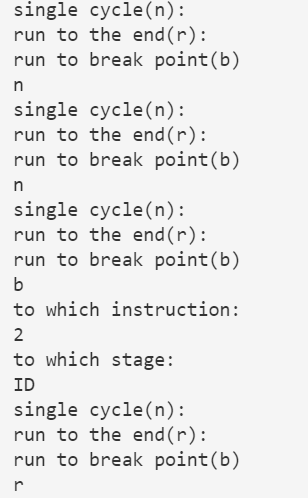 single cycle(n):
run to the end(r):
run to break point(b)
n
single cycle(n):
run to the end(r):
run to break point(b)
n
single cycle(n):
run to the end(r):
run to break point(b)
b
to which instruction:
2
to which stage:
ID
single cycle(n):
run to the end(r):
run to break point(b)
r